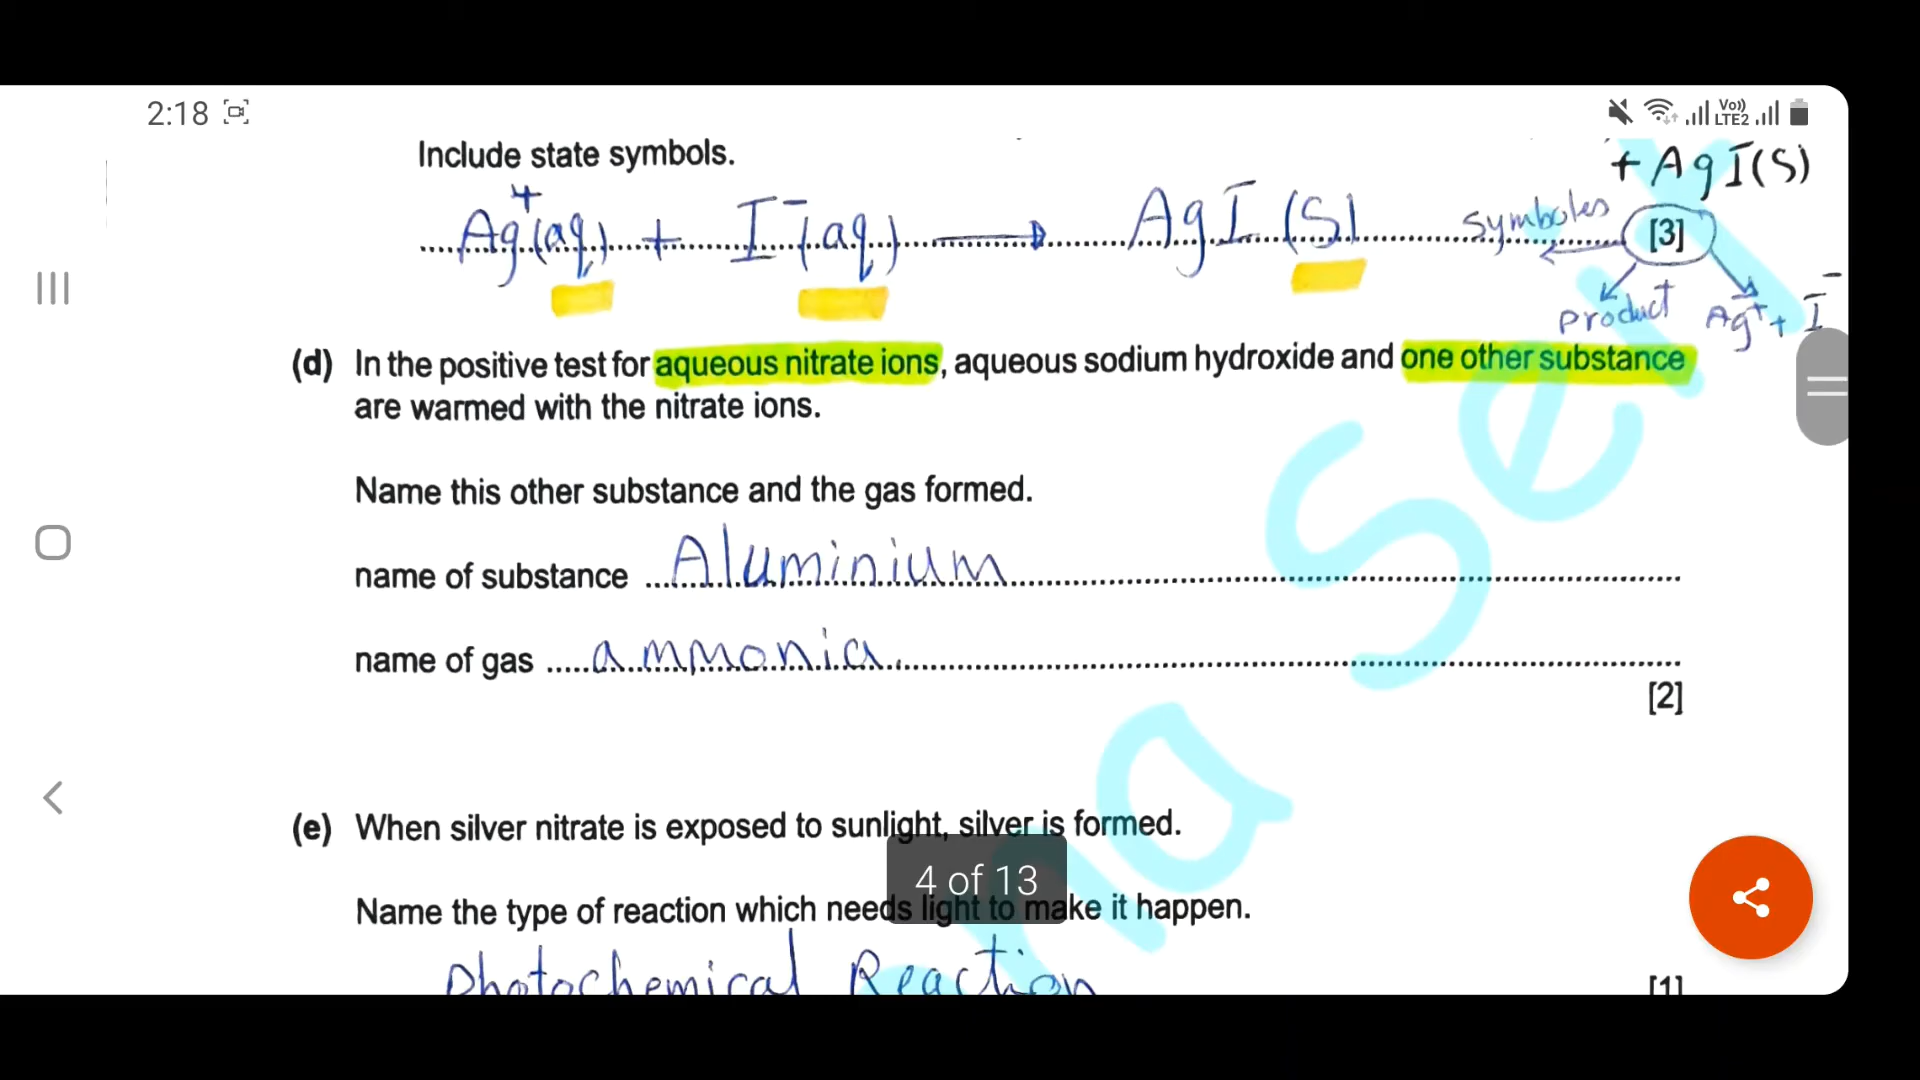 2:18 Vo)) LTE2
Include state symbols.
+ AgI(S)
Ag⁺(aq) + I⁻(aq) → AgI (S) symboles [3]
product Ag⁺ + I⁻
(d) In the positive test for aqueous nitrate ions, aqueous sodium hydroxide and one other substance
are warmed with the nitrate ions.
Name this other substance and the gas formed.
name of substance Aluminium
name of gas ammonia
[2]
(e) When silver nitrate is exposed to sunlight, silver is formed.
4 of 13
Name the type of reaction which needs light to make it happen.
photochemical Reaction [1]